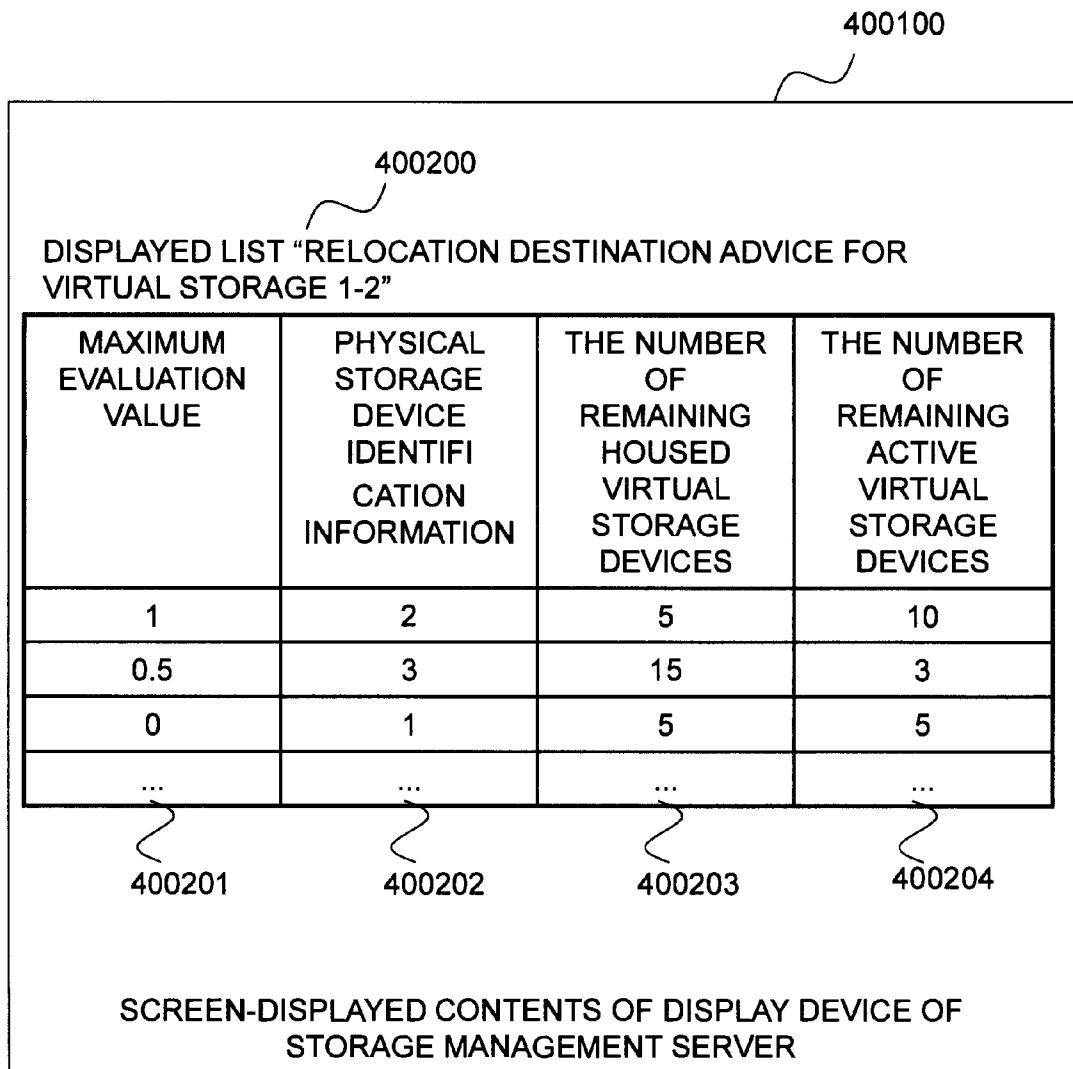 400100
400200
DISPLAYED LIST “RELOCATION DESTINATION ADVICE FOR
VIRTUAL STORAGE 1-2”
MAXIMUM
EVALUATION
VALUE
PHYSICAL
STORAGE
DEVICE
IDENTIFI
CATION
INFORMATION
THE NUMBER
OF
REMAINING
HOUSED
VIRTUAL
STORAGE
DEVICES
THE NUMBER
OF
REMAINING
ACTIVE
VIRTUAL
STORAGE
DEVICES
1 2 5 10
0.5 3 15 3
0 1 5 5
... ... ... ...
400201 400202 400203 400204
SCREEN-DISPLAYED CONTENTS OF DISPLAY DEVICE OF
STORAGE MANAGEMENT SERVER